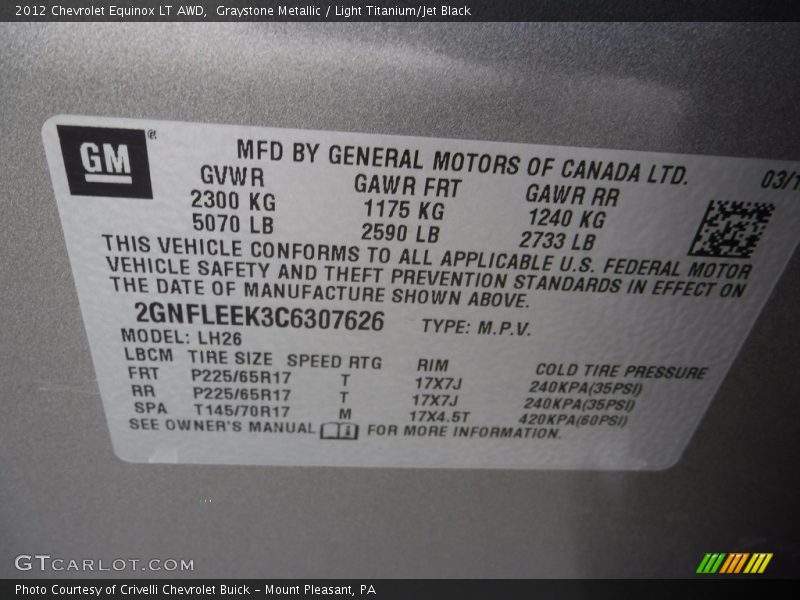 2012 Chevrolet Equinox LT AWD, Graystone Metallic / Light Titanium/Jet Black
GM ®
MFD BY GENERAL MOTORS OF CANADA LTD. 03/1
GVWR GAWR FRT GAWR RR
2300 KG 1175 KG 1240 KG
5070 LB 2590 LB 2733 LB
THIS VEHICLE CONFORMS TO ALL APPLICABLE U.S. FEDERAL MOTOR
VEHICLE SAFETY AND THEFT PREVENTION STANDARDS IN EFFECT ON
THE DATE OF MANUFACTURE SHOWN ABOVE.
2GNFLEEK3C6307626 TYPE: M.P.V.
MODEL: LH26
LBCM TIRE SIZE SPEED RTG RIM COLD TIRE PRESSURE
FRT P225/65R17 T 17X7J 240KPA(35PSI)
RR P225/65R17 T 17X7J 240KPA(35PSI)
SPA T145/70R17 M 17X4.5T 420KPA(60PSI)
SEE OWNER'S MANUAL FOR MORE INFORMATION.
GTCARLOT.COM
Photo Courtesy of Crivelli Chevrolet Buick - Mount Pleasant, PA